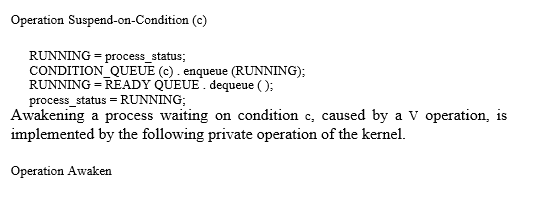 Operation Suspend-on-Condition (c)
RUNNING = process_status;
CONDITION_QUEUE (c) . enqueue (RUNNING);
RUNNING = READY QUEUE . dequeue ( );
process_status = RUNNING;
Awakening a process waiting on condition c, caused by a V operation, is
implemented by the following private operation of the kernel.
Operation Awaken